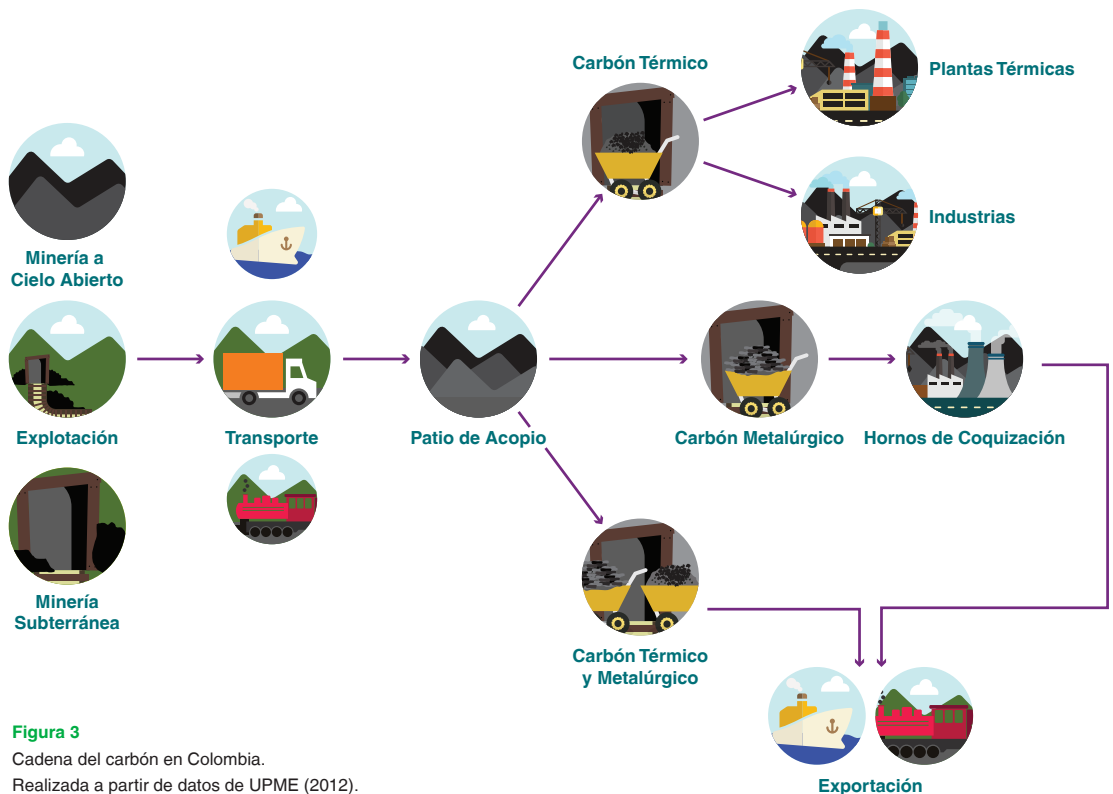 Carbón Térmico
Plantas Térmicas
Industrias
Minería a
Cielo Abierto
Explotación
Transporte
Patio de Acopio
Carbón Metalúrgico
Hornos de Coquización
Minería
Subterránea
Carbón Térmico
y Metalúrgico
Exportación
Figura 3
Cadena del carbón en Colombia.
Realizada a partir de datos de UPME (2012).